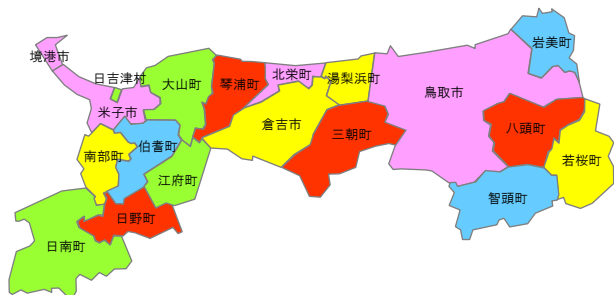 境港市
日吉津村
米子市
大山町
琴浦町
北栄町
湯梨浜町
鳥取市
岩美町
倉吉市
三朝町
八頭町
若桜町
智頭町
南部町
伯耆町
江府町
日野町
日南町